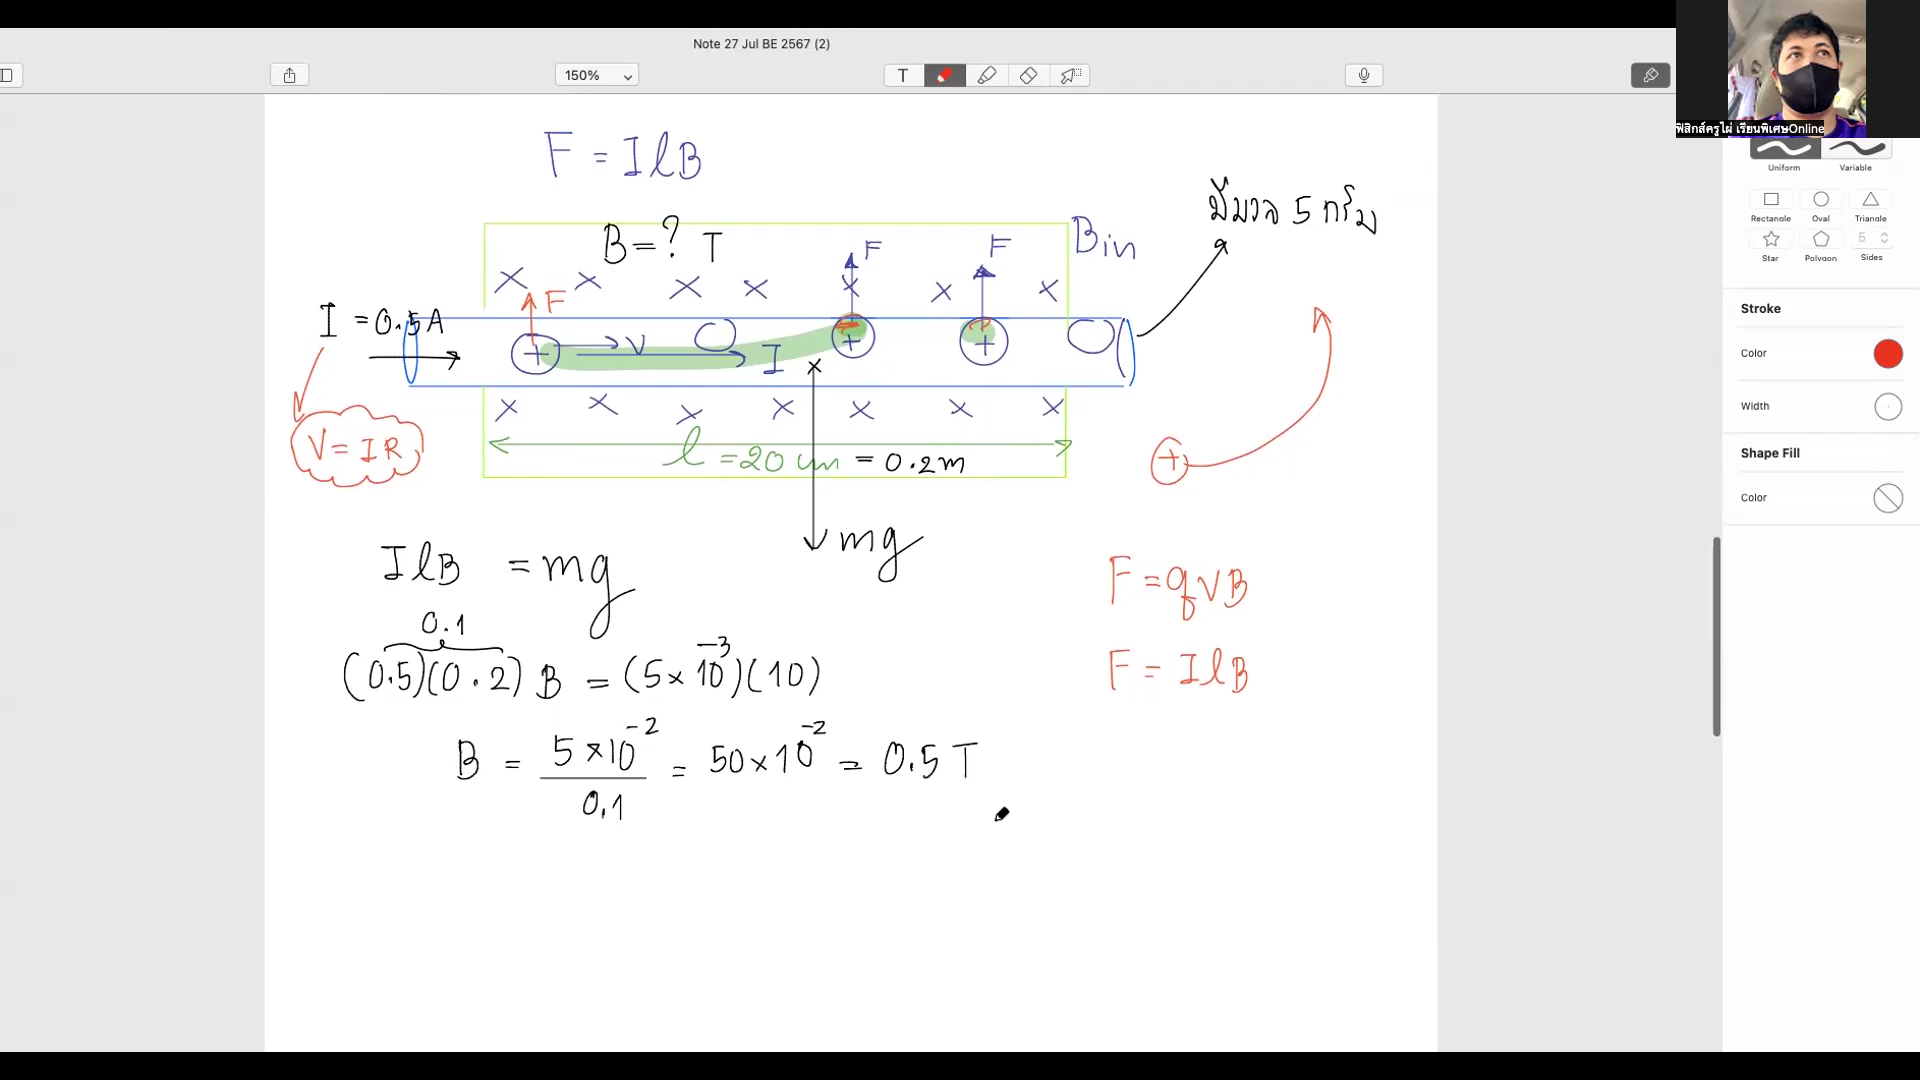 Note 27 Jul BE 2567 (2)
150%
T
ฟิสิกส์ครูไผ่ เรียนพิเศษOnline
Uniform
Variable
Rectangle
Oval
Triangle
5
Star
Polygon
Sides
Stroke
Color
Width
Shape Fill
Color
F = IlB
B = ? T
Bin
มีมวล 5 กรัม
F
F
× × × × × × ×
F
I = 0.5A
+
V
I
+
+
×
× × × × × × ×
V = IR
l = 20 cm = 0.2m
+
mg
IlB = mg
F = qVB
0.1
(0.5)(0.2) B = (5×10⁻³)(10)
F = IlB
B = 5×10⁻² / 0.1 = 50×10⁻² = 0.5 T